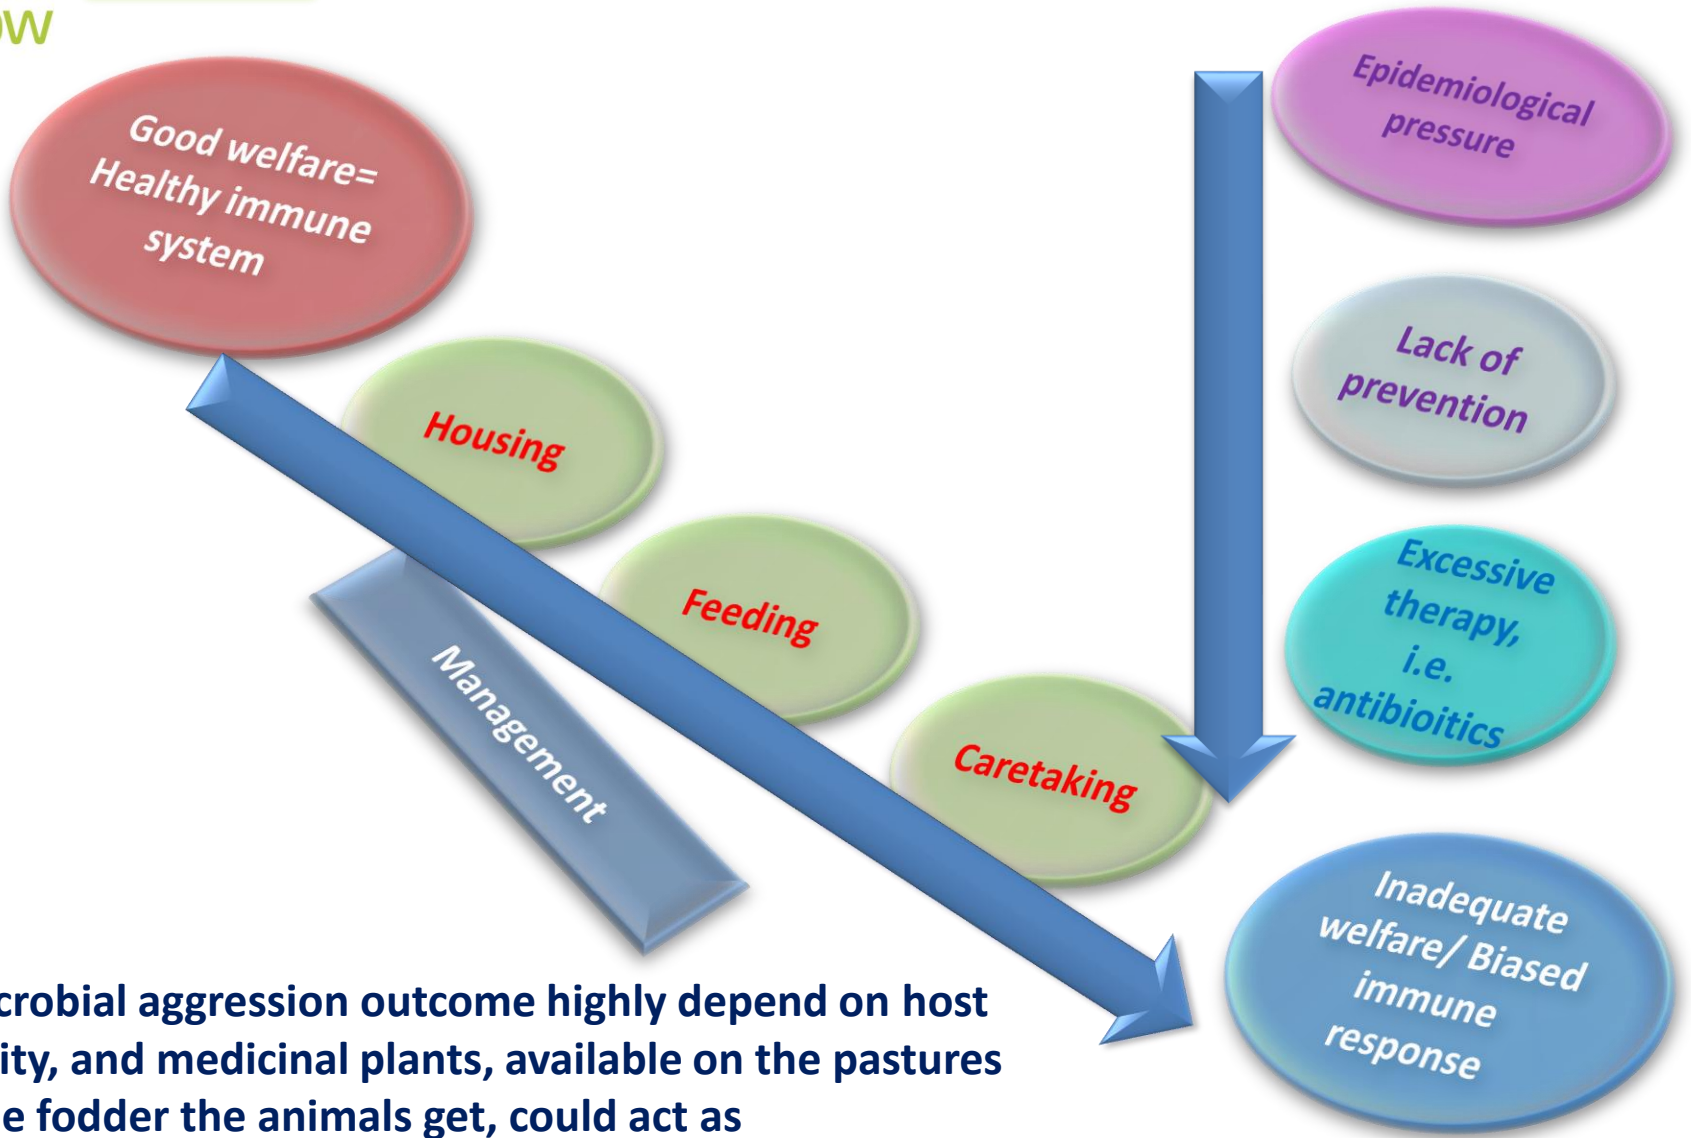 ow
Good welfare=
Healthy immune
system
Housing
Feeding
Caretaking
Management
Epidemiological
pressure
Lack of
prevention
Excessive
therapy,
i.e.
antibioitics
Inadequate
welfare/ Biased
immune
response
crobial aggression outcome highly depend on host
ity, and medicinal plants, available on the pastures
e fodder the animals get, could act as